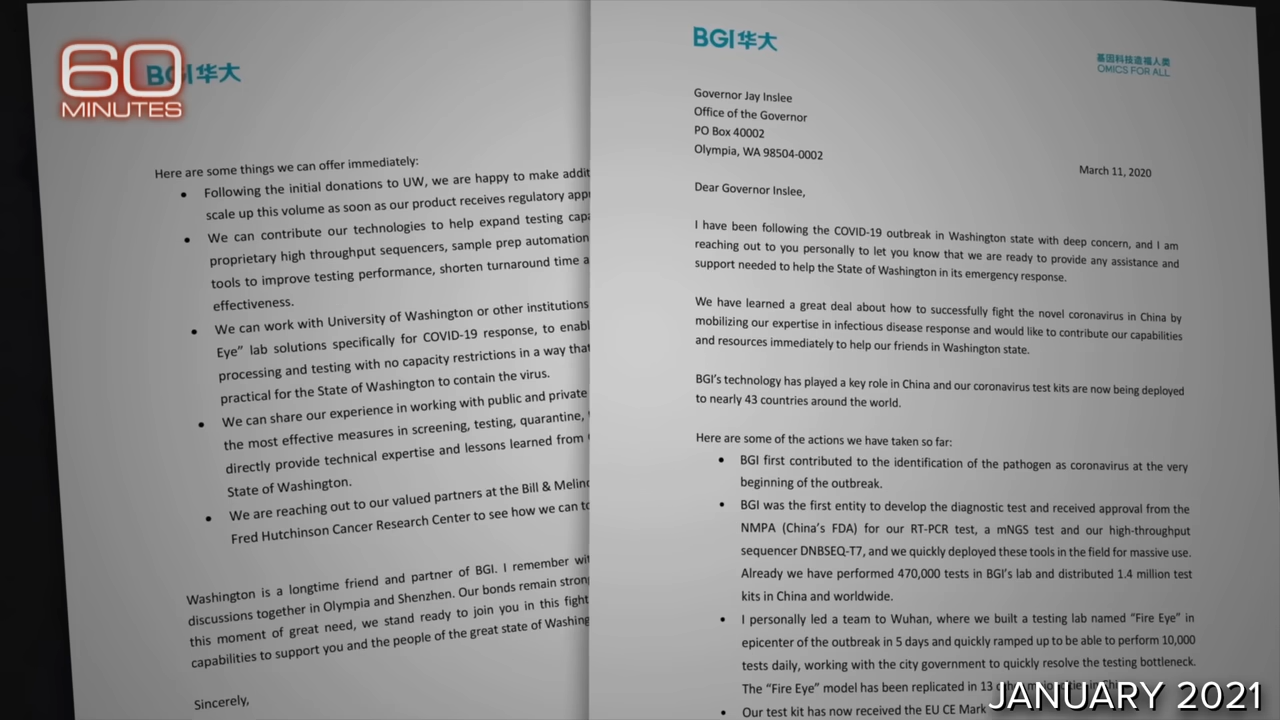 60
MINUTES
BGI华大
Here are some things we can offer immediately:
• Following the initial donations to UW, we are happy to make
scale up this volume as soon as our product receives regulatory
• We can contribute our technologies to help expand testing
proprietary high throughput sequencers, sample prep automation
tools to improve testing performance, shorten turnaround time
effectiveness.
• We can work with University of Washington or other institutions
Eye” lab solutions specifically for COVID-19 response, to
processing and testing with no capacity restrictions in a way that
practical for the State of Washington to contain the virus.
• We can share our experience in working with public and private
the most effective measures in screening, testing, quarantine,
directly provide technical expertise and lessons learned from
State of Washington.
• We are reaching out to our valued partners at the Bill &
Fred Hutchinson Cancer Research Center to see how we can
Washington is a longtime friend and partner of BGI. I remember
discussions together in Olympia and Shenzhen. Our bonds remain
this moment of great need, we stand ready to join you in this fight
capabilities to support you and the people of the great state of
Sincerely,
BGI华大
基因科技造福人类
OMICS FOR ALL
Governor Jay Inslee
Office of the Governor
PO Box 40002
Olympia, WA 98504-0002
March 11, 2020
Dear Governor Inslee,
I have been following the COVID-19 outbreak in Washington state with deep concern, and I am
reaching out to you personally to let you know that we are ready to provide any assistance and
support needed to help the State of Washington in its emergency response.
We have learned a great deal about how to successfully fight the novel coronavirus in China by
mobilizing our expertise in infectious disease response and would like to contribute our capabilities
and resources immediately to help our friends in Washington state.
BGI’s technology has played a key role in China and our coronavirus test kits are now being deployed
to nearly 43 countries around the world.
Here are some of the actions we have taken so far:
• BGI first contributed to the identification of the pathogen as coronavirus at the very
beginning of the outbreak.
• BGI was the first entity to develop the diagnostic test and received approval from the
NMPA (China’s FDA) for our RT-PCR test, a mNGS test and our high-throughput
sequencer DNBSEQ-T7, and we quickly deployed these tools in the field for massive use.
Already we have performed 470,000 tests in BGI’s lab and distributed 1.4 million test
kits in China and worldwide.
• I personally led a team to Wuhan, where we built a testing lab named “Fire Eye” in
epicenter of the outbreak in 5 days and quickly ramped up to be able to perform 10,000
tests daily, working with the city government to quickly resolve the testing bottleneck.
The “Fire Eye” model has been replicated in 13
• Our test kit has now received the EU CE Mark
JANUARY 2021